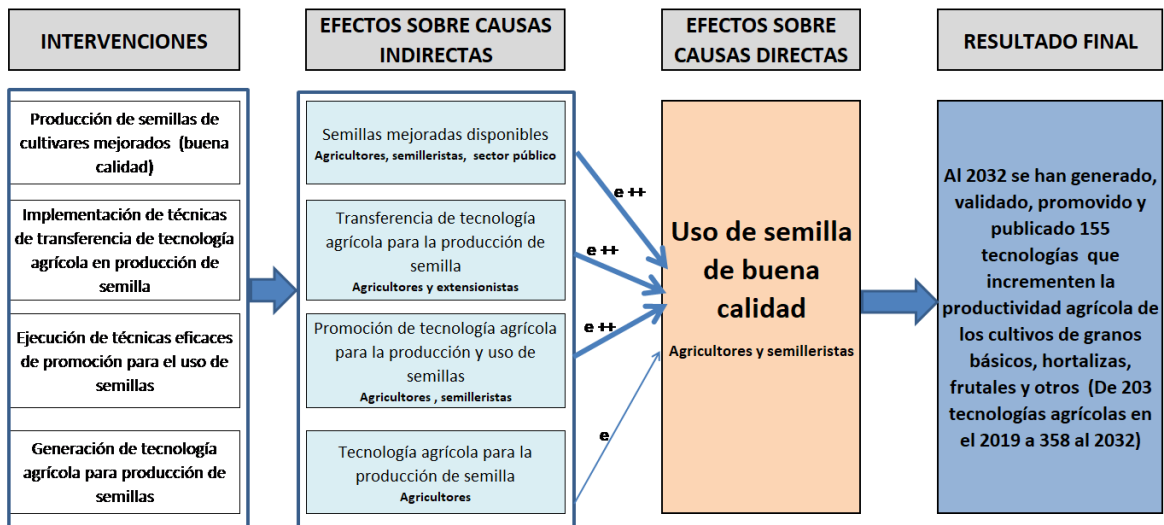 INTERVENCIONES
EFECTOS SOBRE CAUSAS
INDIRECTAS
EFECTOS SOBRE
CAUSAS DIRECTAS
RESULTADO FINAL
Producción de semillas de
cultivares mejorados (buena
calidad)
Implementación de técnicas
de transferencia de tecnología
agrícola en producción de
semilla
Ejecución de técnicas eficaces
de promoción para el uso de
semillas
Generación de tecnología
agrícola para producción de
semillas
Semillas mejoradas disponibles
Agricultores, semilleristas, sector público
Transferencia de tecnología
agrícola para la producción de
semilla
Agricultores y extensionistas
Promoción de tecnología agrícola
para la producción y uso de
semillas
Agricultores , semilleristas
Tecnología agrícola para la
producción de semilla
Agricultores
e ++
e ++
e ++
e
Uso de semilla
de buena
calidad
Agricultores y semilleristas
Al 2032 se han generado,
validado, promovido y
publicado 155
tecnologías que
incrementen la
productividad agrícola de
los cultivos de granos
básicos, hortalizas,
frutales y otros (De 203
tecnologías agrícolas en
el 2019 a 358 al 2032)